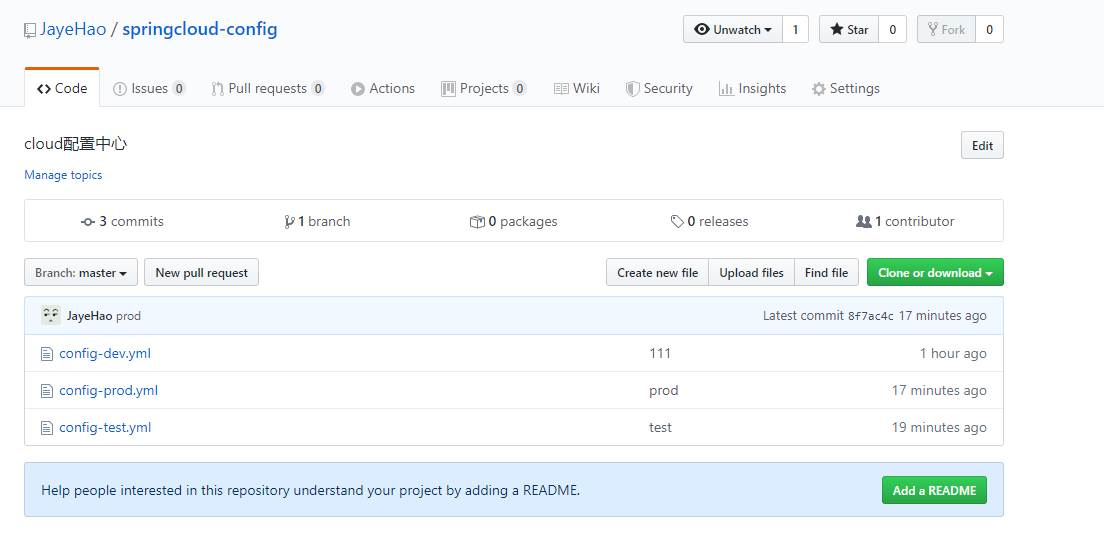 JayeHao / springcloud-config Unwatch 1 Star 0 Fork 0
Code Issues 0 Pull requests 0 Actions Projects 0 Wiki Security Insights Settings
cloud配置中心 Edit
Manage topics
3 commits 1 branch 0 packages 0 releases 1 contributor
Branch: master New pull request Create new file Upload files Find file Clone or download
JayeHao prod Latest commit 8f7ac4c 17 minutes ago
config-dev.yml 111 1 hour ago
config-prod.yml prod 17 minutes ago
config-test.yml test 19 minutes ago
Help people interested in this repository understand your project by adding a README. Add a README